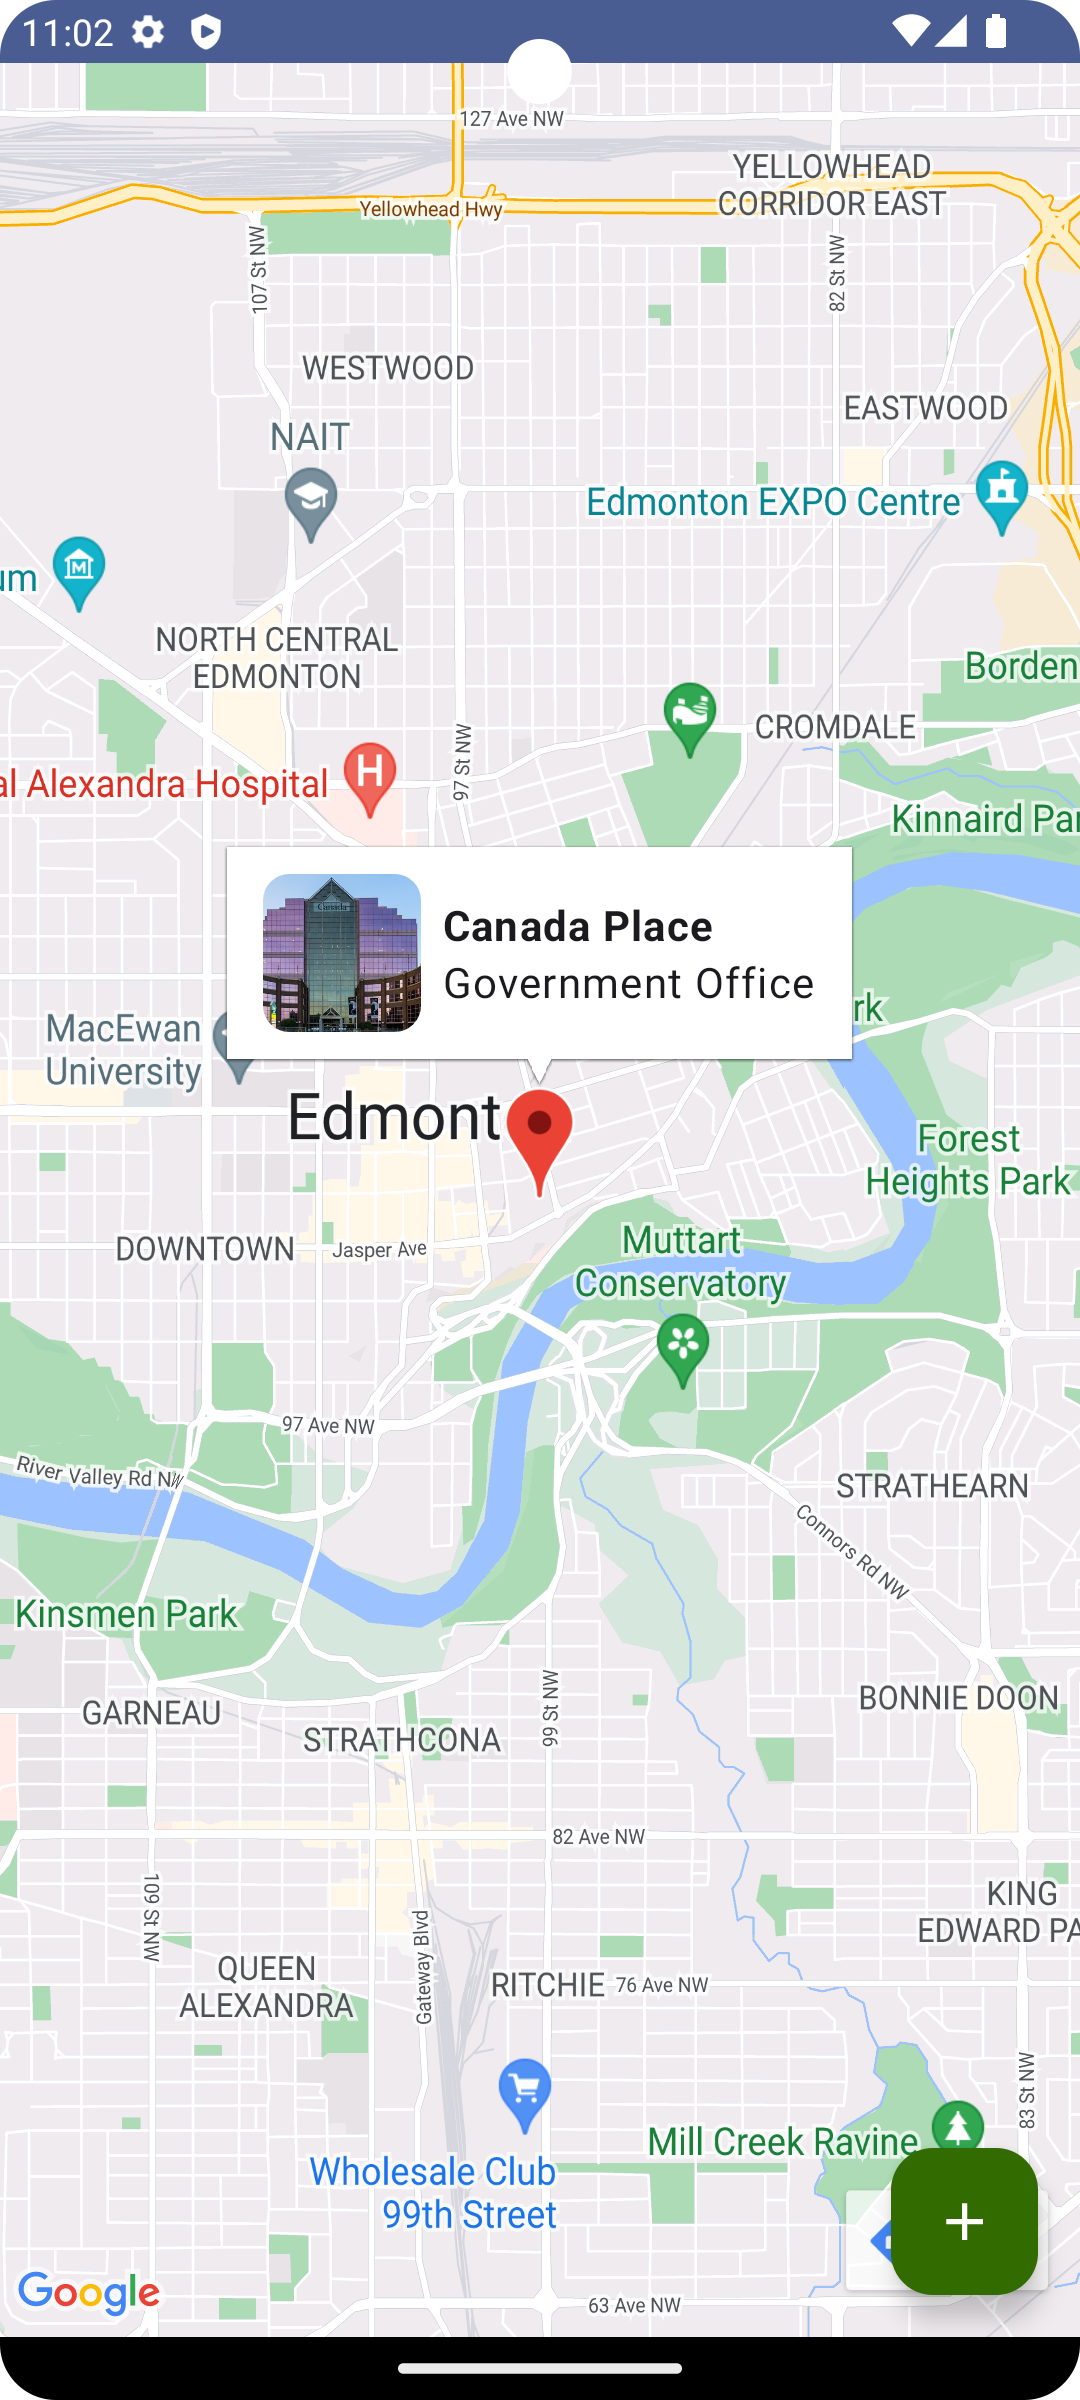 11:02
127 Ave NW
YELLOWHEAD
CORRIDOR EAST
Yellowhead Hwy
107 St NW
82 St NW
WESTWOOD
EASTWOOD
NAIT
Edmonton EXPO Centre
um
NORTH CENTRAL
EDMONTON
Borden
CROMDALE
97 St NW
al Alexandra Hospital
Kinnaird Par
Canada Place
Government Office
Canada
rk
MacEwan
University
Edmont
Forest
Heights Park
DOWNTOWN
Jasper Ave
Muttart
Conservatory
97 Ave NW
River Valley Rd NW
STRATHEARN
Connors Rd NW
Kinsmen Park
GARNEAU
STRATHCONA
99 St NW
BONNIE DOON
82 Ave NW
109 St NW
KING
EDWARD PA
Gateway Blvd
QUEEN
ALEXANDRA
RITCHIE
76 Ave NW
83 St NW
Mill Creek Ravine
Wholesale Club
99th Street
Google
63 Ave NW